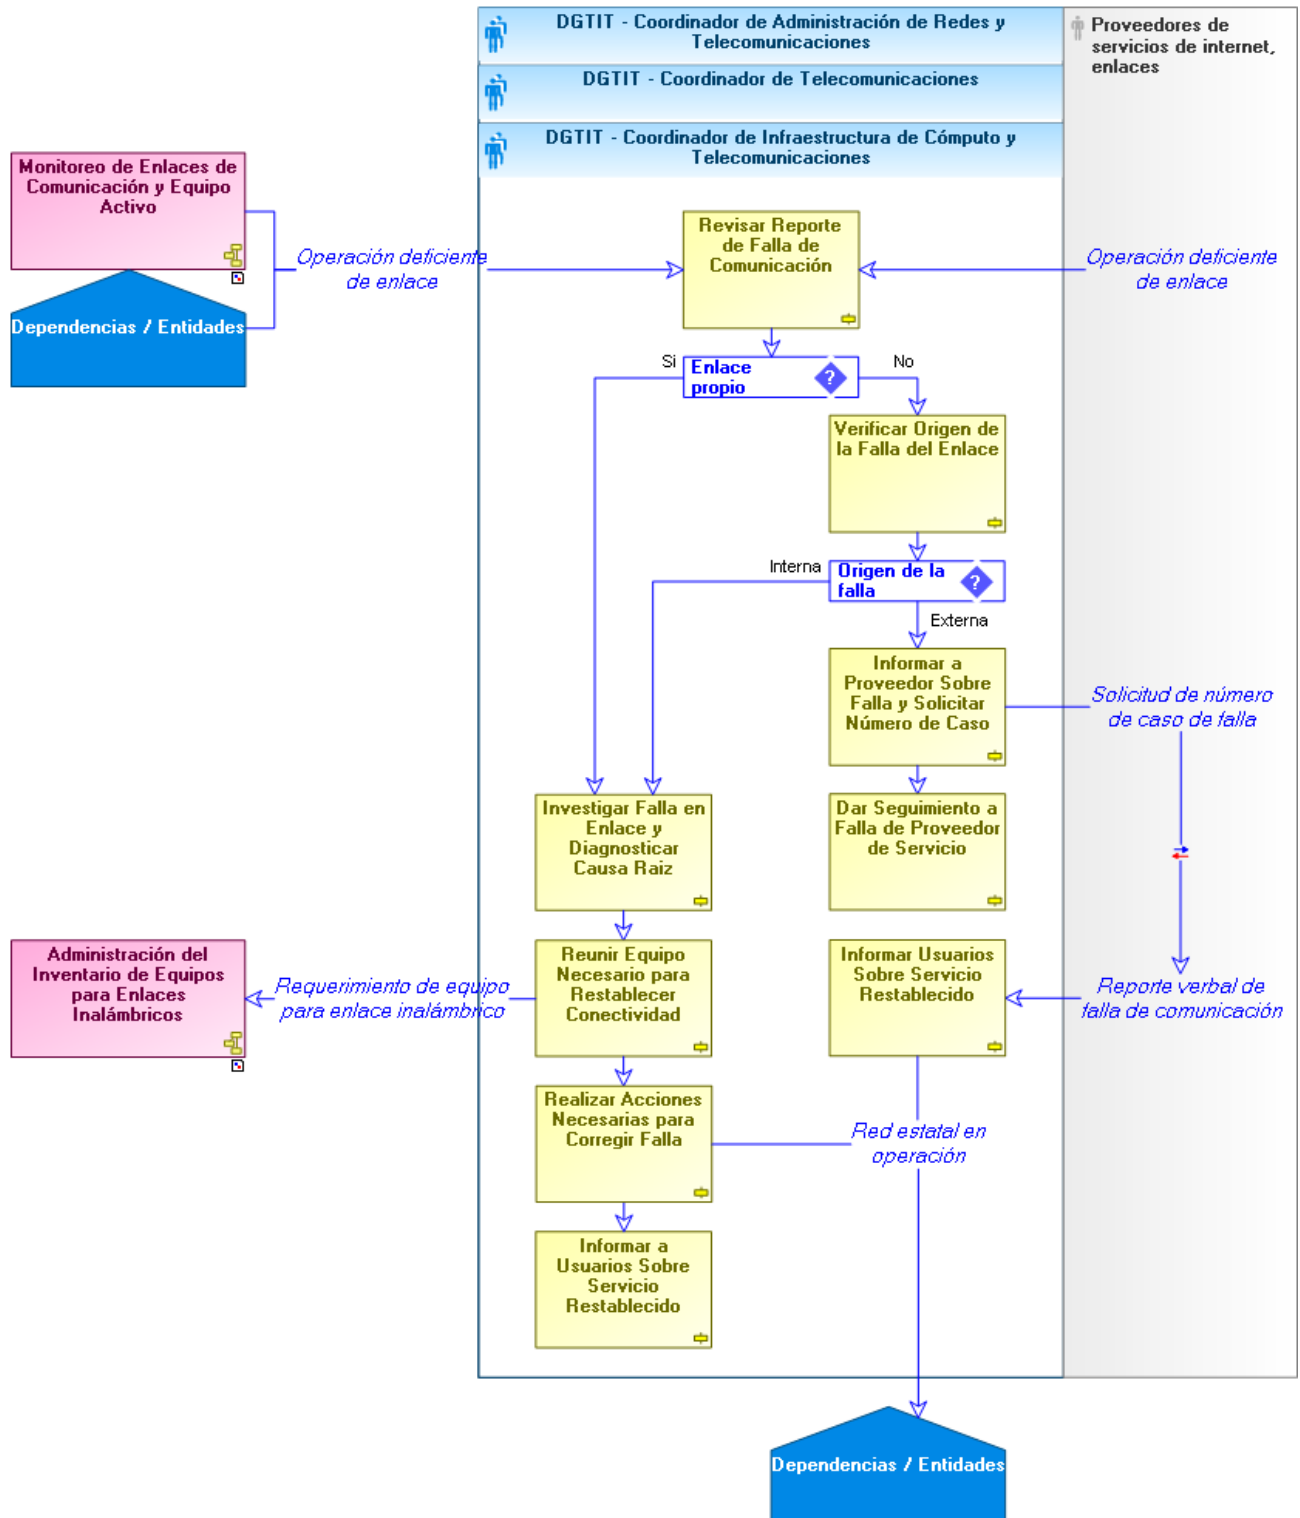 DGTIT - Coordinador de Administración de Redes y
Telecomunicaciones
Proveedores de
servicios de internet,
enlaces
DGTIT - Coordinador de Telecomunicaciones
DGTIT - Coordinador de Infraestructura de Cómputo y
Telecomunicaciones
Monitoreo de Enlaces de
Comunicación y Equipo
Activo
Dependencias / Entidades
Operación deficiente
de enlace
Revisar Reporte
de Falla de
Comunicación
Operación deficiente
de enlace
Si
Enlace
propio
?
No
Verificar Origen de
la Falla del Enlace
Interna
Origen de la
falla
?
Externa
Informar a
Proveedor Sobre
Falla y Solicitar
Número de Caso
Solicitud de número
de caso de falla
Investigar Falla en
Enlace y
Diagnosticar
Causa Raiz
Dar Seguimiento a
Falla de Proveedor
de Servicio
Administración del
Inventario de Equipos
para Enlaces
Inalámbricos
Requerimiento de equipo
para enlace inalámbrico
Reunir Equipo
Necesario para
Restablecer
Conectividad
Informar Usuarios
Sobre Servicio
Restablecido
Reporte verbal de
falla de comunicación
Realizar Acciones
Necesarias para
Corregir Falla
Red estatal en
operación
Informar a
Usuarios Sobre
Servicio
Restablecido
Dependencias / Entidades